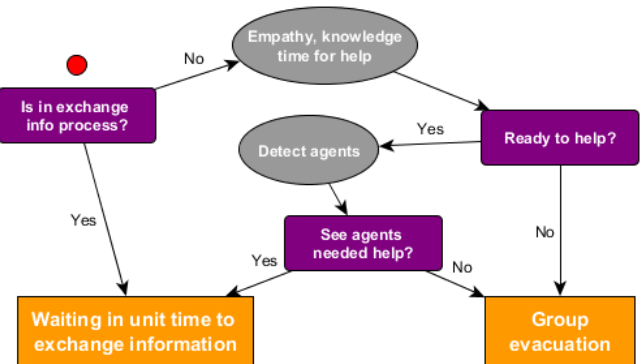 Empathy, knowledge
time for help
No
Is in exchange
info process?
Yes
Ready to help?
Detect agents
Yes
See agents
needed help?
No
Yes
No
Waiting in unit time to
exchange information
Group
evacuation